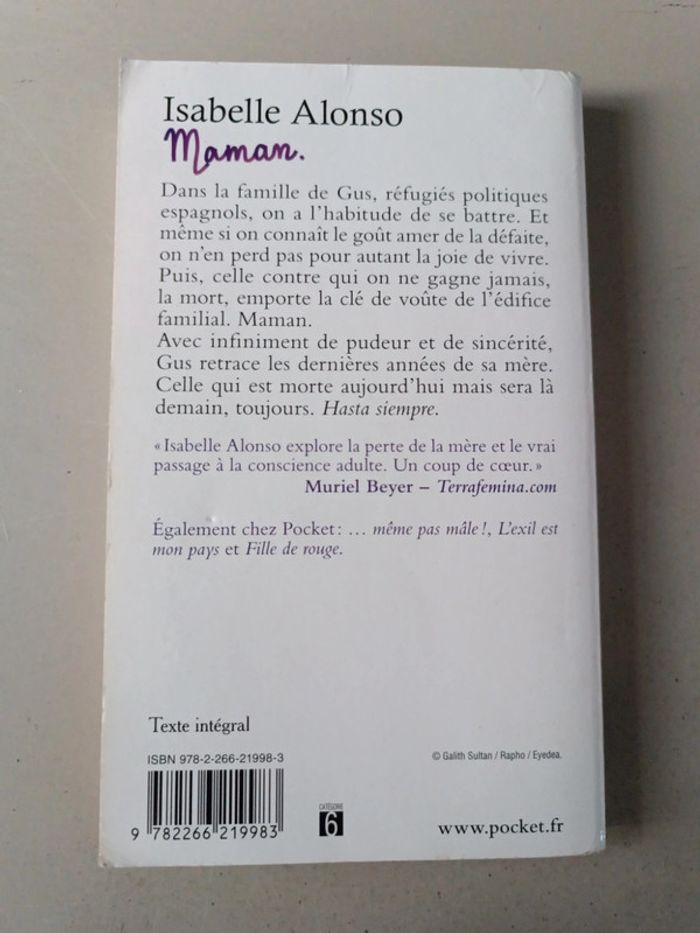 Isabelle Alonso
Maman.
Dans la famille de Gus, réfugiés politiques
espagnols, on a l'habitude de se battre. Et
même si on connaît le goût amer de la défaite,
on n'en perd pas pour autant la joie de vivre.
Puis, celle contre qui on ne gagne jamais,
la mort, emporte la clé de voûte de l'édifice
familial. Maman.
Avec infiniment de pudeur et de sincérité,
Gus retrace les dernières années de sa mère.
Celle qui est morte aujourd'hui mais sera là
demain, toujours. Hasta siempre.
« Isabelle Alonso explore la perte de la mère et le vrai
passage à la conscience adulte. Un coup de cœur. »
Muriel Beyer – Terrafemina.com
Également chez Pocket : ... même pas mâle !, L'exil est
mon pays et Fille de rouge.
Texte intégral
ISBN 978-2-266-21998-3
© Galith Sultan / Rapho / Eyedea.
9 782266 219983
CATÉGORIE
6
www.pocket.fr